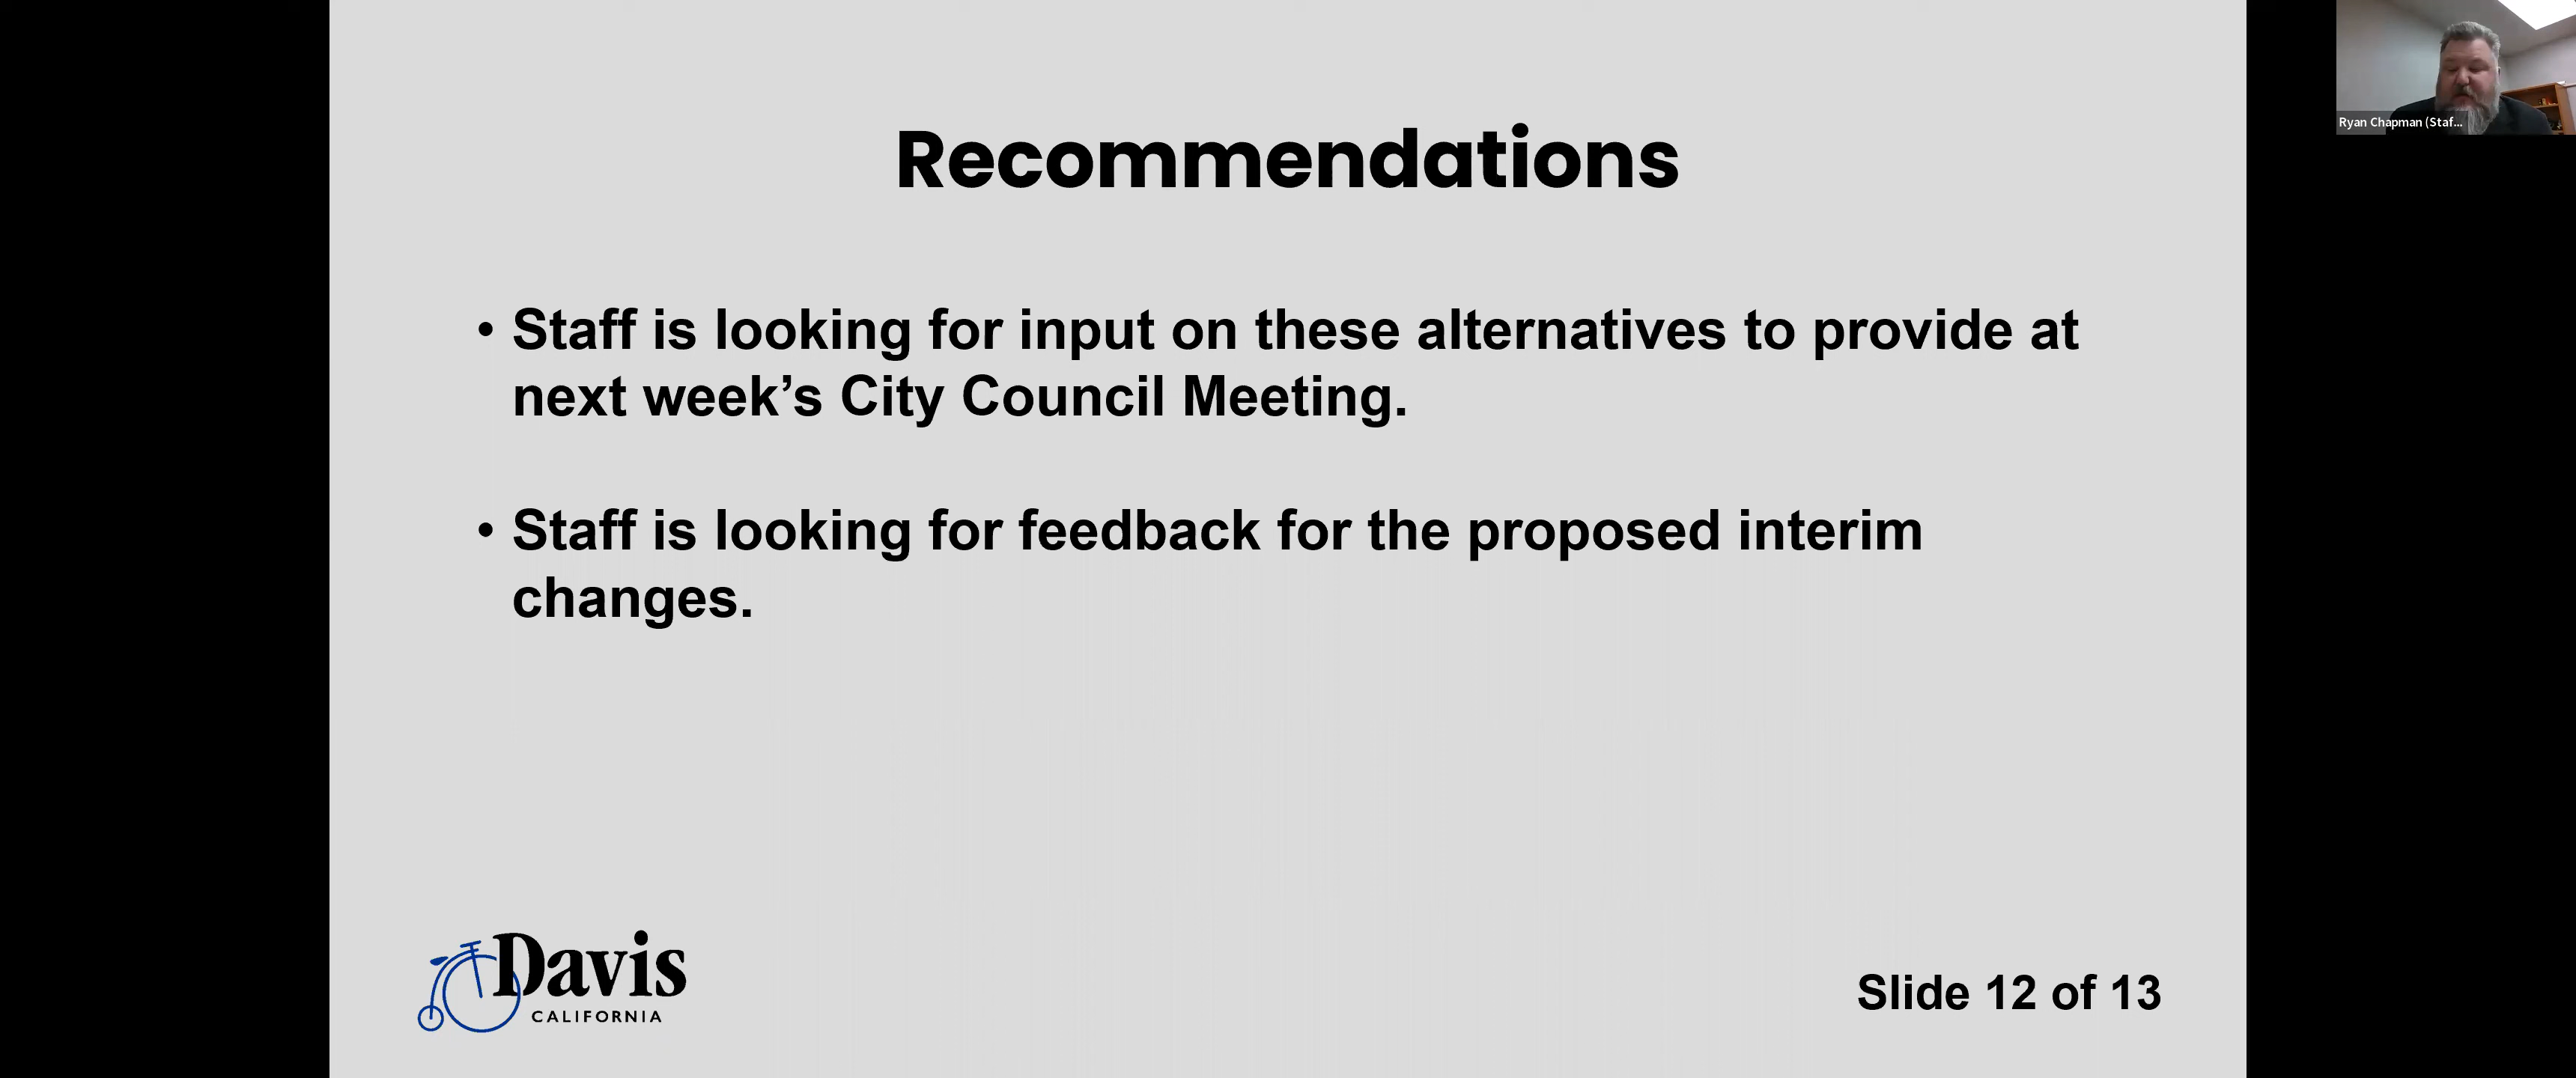 Recommendations
• Staff is looking for input on these alternatives to provide at
next week’s City Council Meeting.
• Staff is looking for feedback for the proposed interim
changes.
Davis
CALIFORNIA
Slide 12 of 13
Ryan Chapman (Staf...